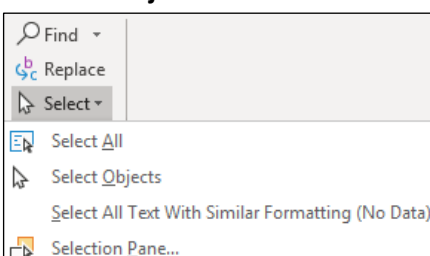 Find
Replace
Select
Select All
Select Objects
Select All Text With Similar Formatting (No Data)
Selection Pane...